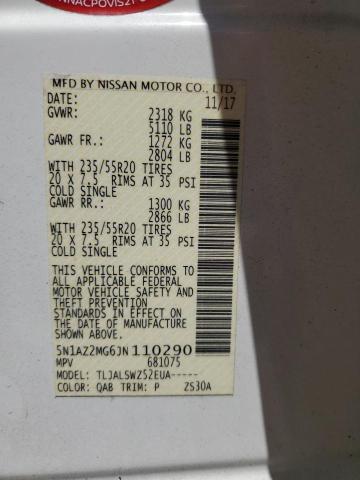 NNACPOVIS2F
MFD BY NISSAN MOTOR CO., LTD.
DATE: 11/17
GVWR: 2318 KG
5110 LB
GAWR FR.: 1272 KG
2804 LB
WITH 235/55R20 TIRES
20 X 7.5 RIMS AT 35 PSI
COLD SINGLE
GAWR RR.: 1300 KG
2866 LB
WITH 235/55R20 TIRES
20 X 7.5 RIMS AT 35 PSI
COLD SINGLE
THIS VEHICLE CONFORMS TO
ALL APPLICABLE FEDERAL
MOTOR VEHICLE SAFETY AND
THEFT PREVENTION
STANDARDS IN EFFECT ON
THE DATE OF MANUFACTURE
SHOWN ABOVE.
5N1AZ2MG6JN110290
MPV 681075
MODEL: TLJALSWZ52EUA-----
COLOR: QAB TRIM: P ZS30A